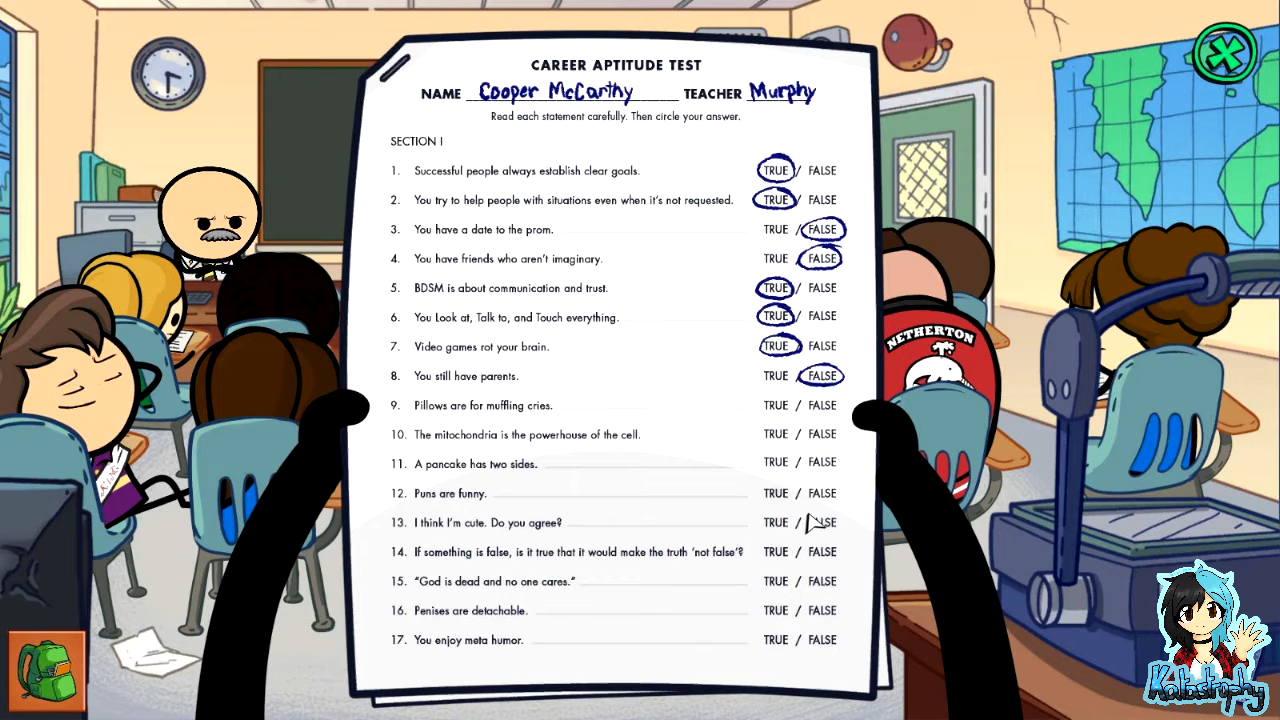 CAREER APTITUDE TEST
NAME Cooper McCarthy TEACHER Murphy
Read each statement carefully. Then circle your answer.
SECTION I
1. Successful people always establish clear goals. TRUE / FALSE
2. You try to help people with situations even when it's not requested. TRUE / FALSE
3. You have a date to the prom. TRUE / FALSE
4. You have friends who aren't imaginary. TRUE / FALSE
5. BDSM is about communication and trust. TRUE / FALSE
6. You Look at, Talk to, and Touch everything. TRUE / FALSE
7. Video games rot your brain. TRUE / FALSE
8. You still have parents. TRUE / FALSE
9. Pillows are for muffling cries. TRUE / FALSE
10. The mitochondria is the powerhouse of the cell. TRUE / FALSE
11. A pancake has two sides. TRUE / FALSE
12. Puns are funny. TRUE / FALSE
13. I think I'm cute. Do you agree? TRUE / FALSE
14. If something is false, is it true that it would make the truth 'not false'? TRUE / FALSE
15. "God is dead and no one cares." TRUE / FALSE
16. Penises are detachable. TRUE / FALSE
17. You enjoy meta humor. TRUE / FALSE
NETHERTON
Kolastrophy